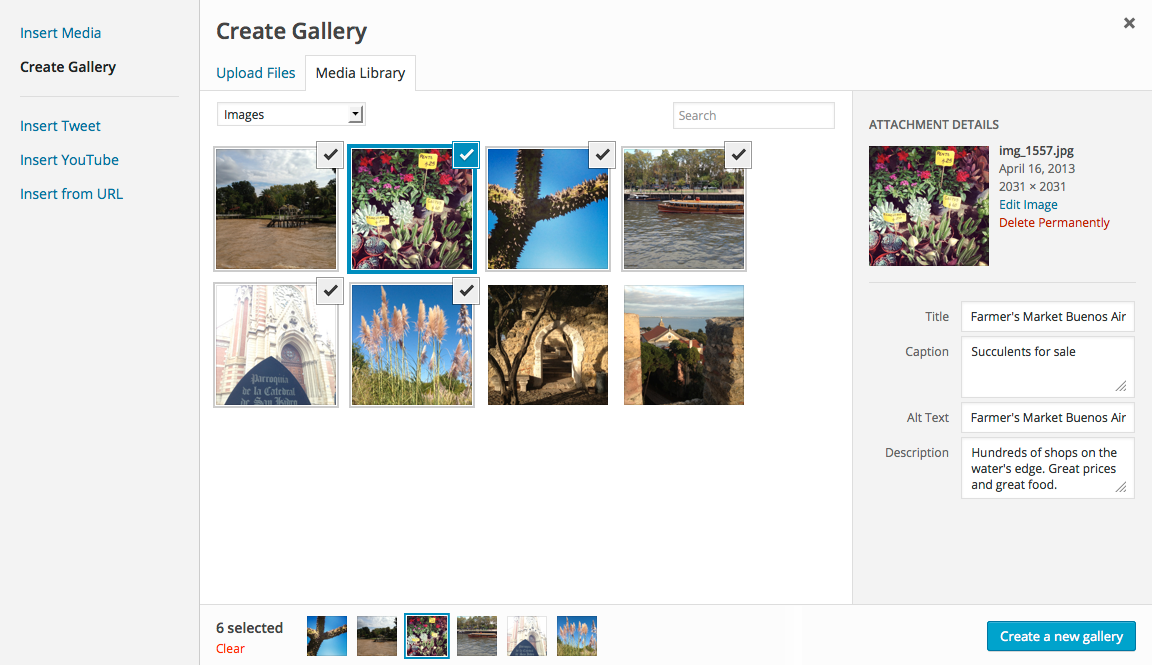 Insert Media
Create Gallery
Insert Tweet
Insert YouTube
Insert from URL
Create Gallery
Upload Files
Media Library
Images
Search
Parroquia
de la Catedral
de San Isidro
ATTACHMENT DETAILS
img_1557.jpg
April 16, 2013
2031 × 2031
Edit Image
Delete Permanently
Title
Farmer's Market Buenos Air
Caption
Succulents for sale
Alt Text
Farmer's Market Buenos Air
Description
Hundreds of shops on the
water's edge. Great prices
and great food.
6 selected
Clear
Create a new gallery